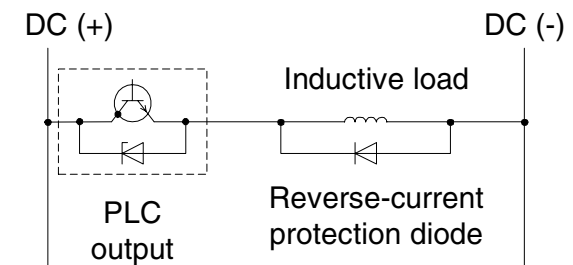 DC (+)
DC (-)
Inductive load
PLC
output
Reverse-current
protection diode